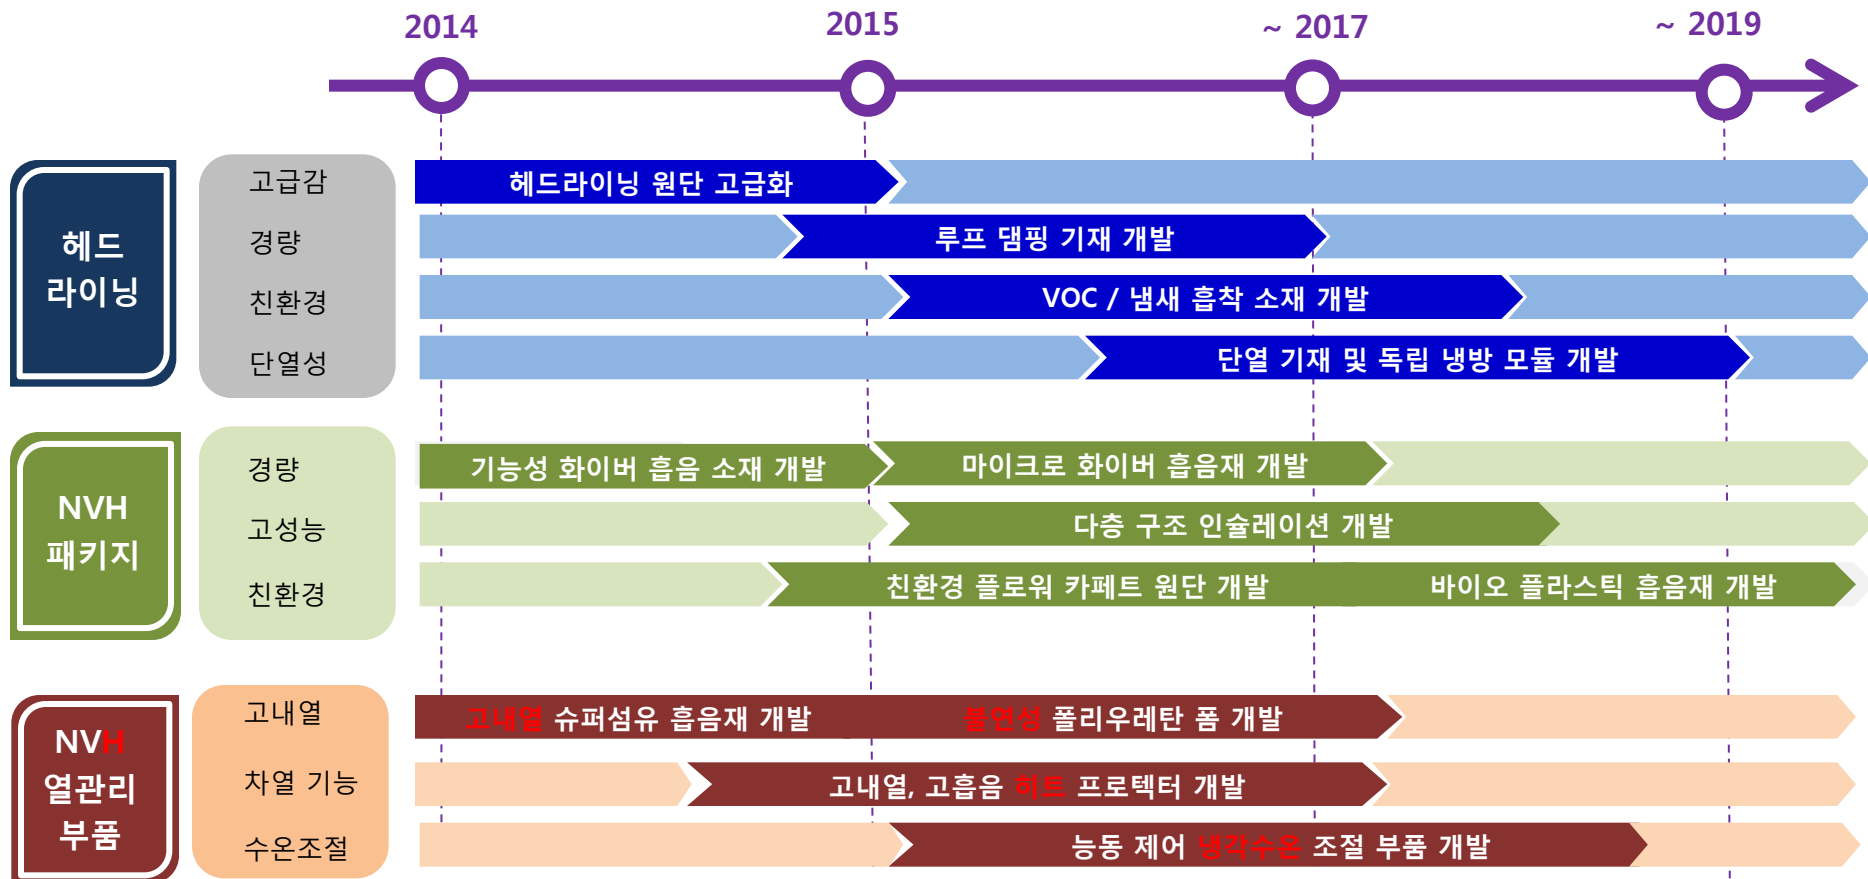 2014 2015 ~ 2017 ~ 2019
헤드
라이닝
고급감 헤드라이닝 원단 고급화
경량 루프 댐핑 기재 개발
친환경 VOC / 냄새 흡착 소재 개발
단열성 단열 기재 및 독립 냉방 모듈 개발
NVH
패키지
경량 기능성 화이버 흡음 소재 개발 마이크로 화이버 흡음재 개발
고성능 다층 구조 인슐레이션 개발
친환경 친환경 플로워 카페트 원단 개발 바이오 플라스틱 흡음재 개발
NVH
열관리
부품
고내열 고내열 슈퍼섬유 흡음재 개발 불연성 폴리우레탄 폼 개발
차열 기능 고내열, 고흡음 히트 프로텍터 개발
수온조절 능동 제어 냉각수온 조절 부품 개발